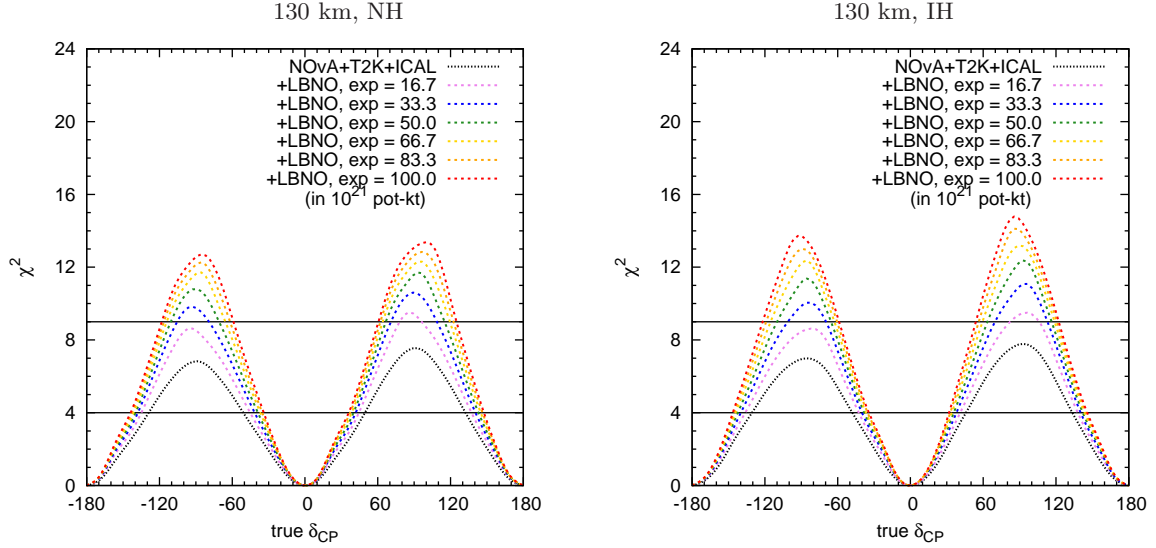 130 km, NH
24
20
16
12
8
4
0
χ²
-180 -120 -60 0 60 120 180
true δCP
NOvA+T2K+ICAL
+LBNO, exp = 16.7
+LBNO, exp = 33.3
+LBNO, exp = 50.0
+LBNO, exp = 66.7
+LBNO, exp = 83.3
+LBNO, exp = 100.0
(in 10²¹ pot-kt)
130 km, IH
24
20
16
12
8
4
0
χ²
-180 -120 -60 0 60 120 180
true δCP
NOvA+T2K+ICAL
+LBNO, exp = 16.7
+LBNO, exp = 33.3
+LBNO, exp = 50.0
+LBNO, exp = 66.7
+LBNO, exp = 83.3
+LBNO, exp = 100.0
(in 10²¹ pot-kt)